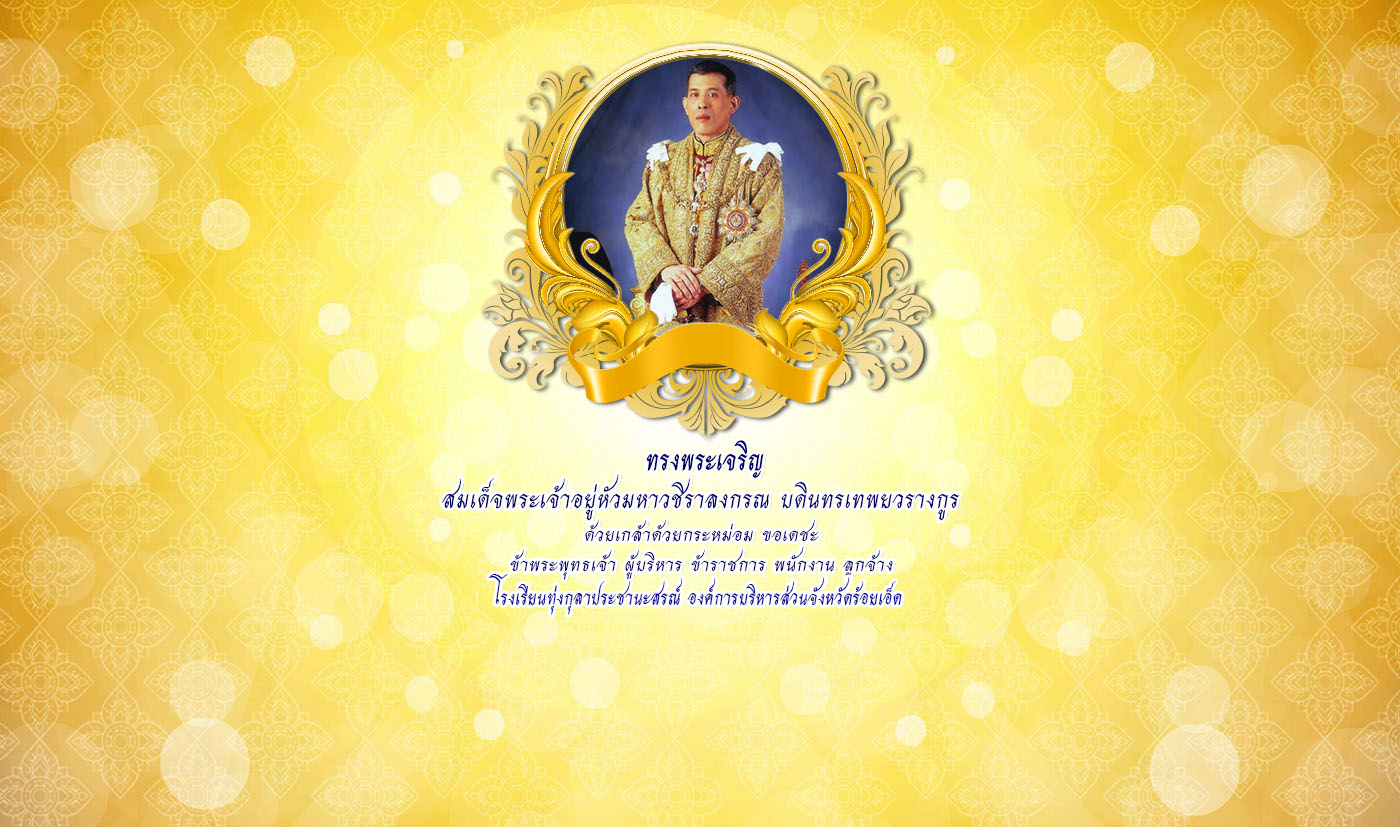 ทรงพระเจริญ
สมเด็จพระเจ้าอยู่หัวมหาวชิราลงกรณ บดินทรเทพยวรางกูร
ด้วยเกล้าด้วยกระหม่อม ขอเดชะ
ข้าพระพุทธเจ้า ผู้บริหาร ข้าราชการ พนักงาน ลูกจ้าง
โรงเรียนทุ่งกุลาประชานะสรณ์ องค์การบริหารส่วนจังหวัดร้อยเอ็ด